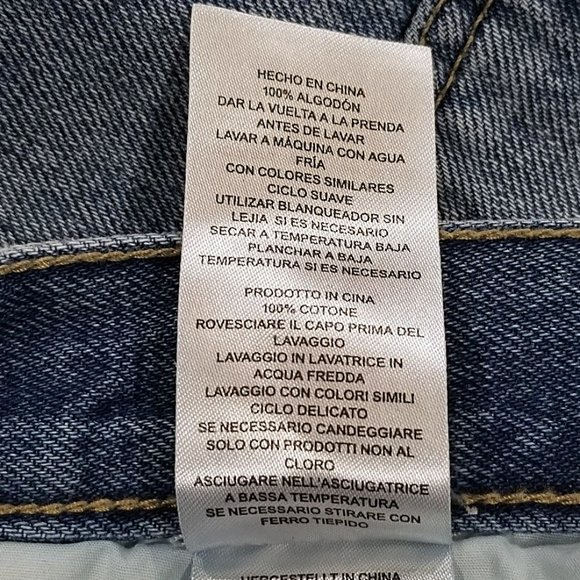 HECHO EN CHINA
100% ALGODÓN
DAR LA VUELTA A LA PRENDA
ANTES DE LAVAR
LAVAR A MÁQUINA CON AGUA
FRÍA
CON COLORES SIMILARES
CICLO SUAVE
UTILIZAR BLANQUEADOR SIN
LEJIA SI ES NECESARIO
SECAR A TEMPERATURA BAJA
PLANCHAR A BAJA
TEMPERATURA SI ES NECESARIO
PRODOTTO IN CINA
100% COTONE
ROVESCIARE IL CAPO PRIMA DEL
LAVAGGIO
LAVAGGIO IN LAVATRICE IN
ACQUA FREDDA
LAVAGGIO CON COLORI SIMILI
CICLO DELICATO
SE NECESSARIO CANDEGGIARE
SOLO CON PRODOTTI NON AL
CLORO
ASCIUGARE NELL'ASCIUGATRICE
A BASSA TEMPERATURA
SE NECESSARIO STIRARE CON
FERRO TIEPIDO
HERGESTELLT IN CHINA